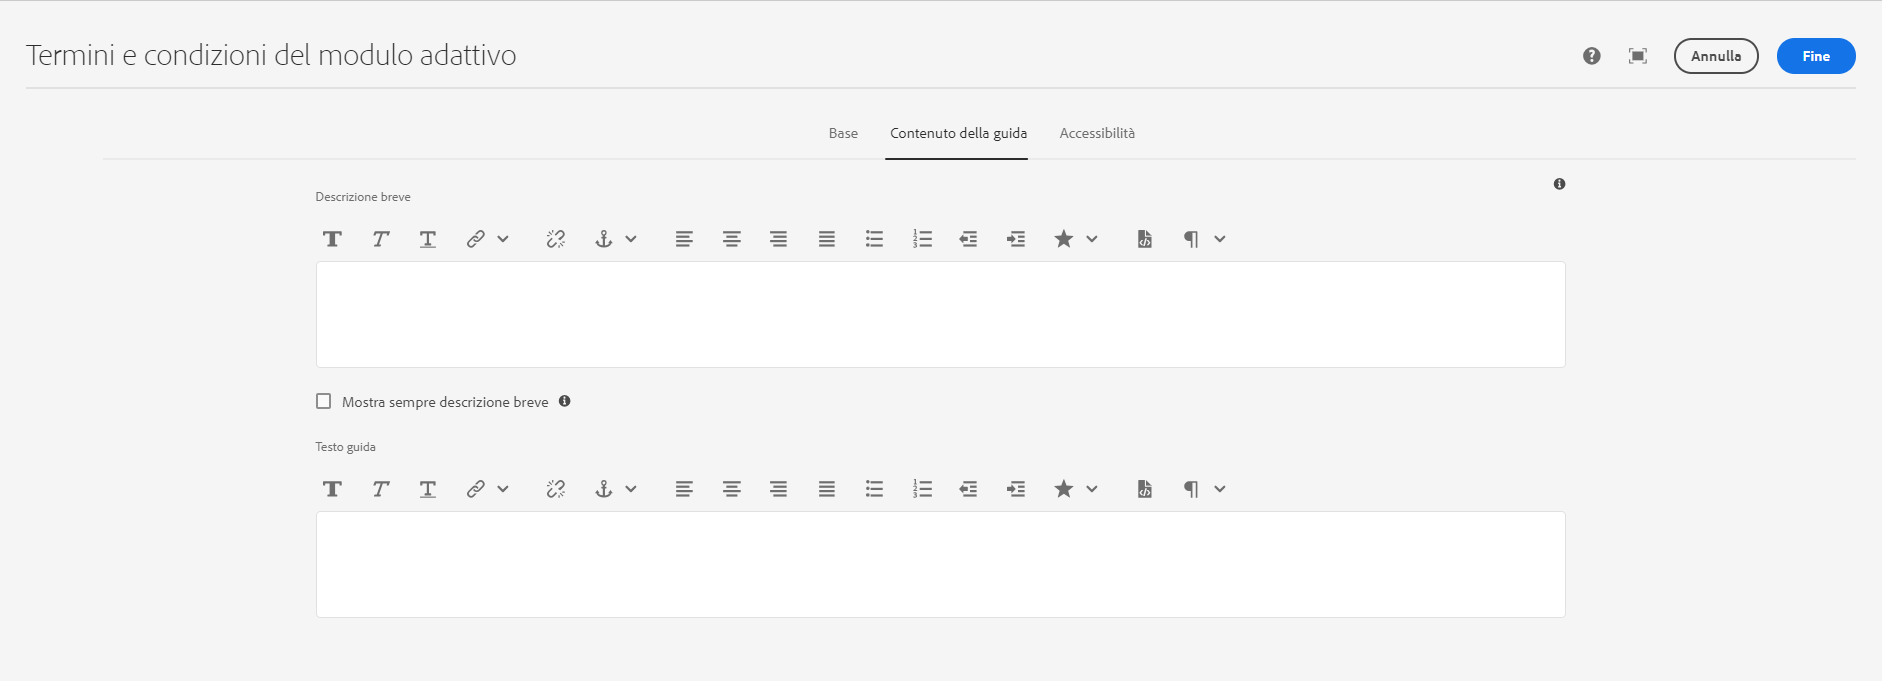 Termini e condizioni del modulo adattivo
Annulla
Fine
Base
Contenuto della guida
Accessibilità
Descrizione breve
Mostra sempre descrizione breve
Testo guida